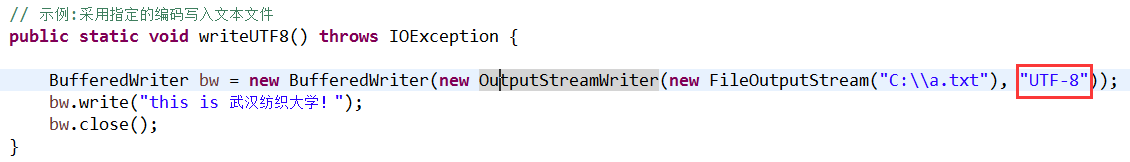 // 示例:采用指定的编码写入文本文件
public static void writeUTF8() throws IOException {
BufferedWriter bw = new BufferedWriter(new OutputStreamWriter(new FileOutputStream("C:\\a.txt"), "UTF-8"));
bw.write("this is 武汉纺织大学!");
bw.close();
}